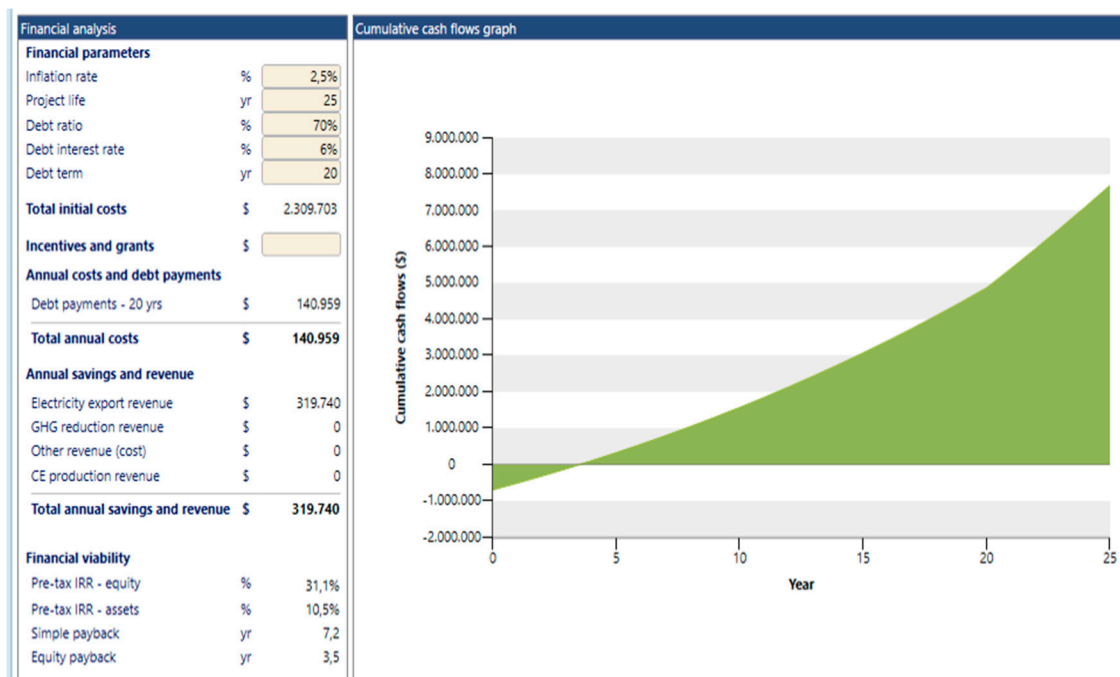 Financial analysis
Financial parameters
Inflation rate % 2,5%
Project life yr 25
Debt ratio % 70%
Debt interest rate % 6%
Debt term yr 20
Total initial costs $ 2.309.703
Incentives and grants $
Annual costs and debt payments
Debt payments - 20 yrs $ 140.959
Total annual costs $ 140.959
Annual savings and revenue
Electricity export revenue $ 319.740
GHG reduction revenue $ 0
Other revenue (cost) $ 0
CE production revenue $ 0
Total annual savings and revenue $ 319.740
Financial viability
Pre-tax IRR - equity % 31,1%
Pre-tax IRR - assets % 10,5%
Simple payback yr 7,2
Equity payback yr 3,5
Cumulative cash flows graph
Cumulative cash flows ($)
9.000.000
8.000.000
7.000.000
6.000.000
5.000.000
4.000.000
3.000.000
2.000.000
1.000.000
0
-1.000.000
-2.000.000
0 5 10 15 20 25
Year